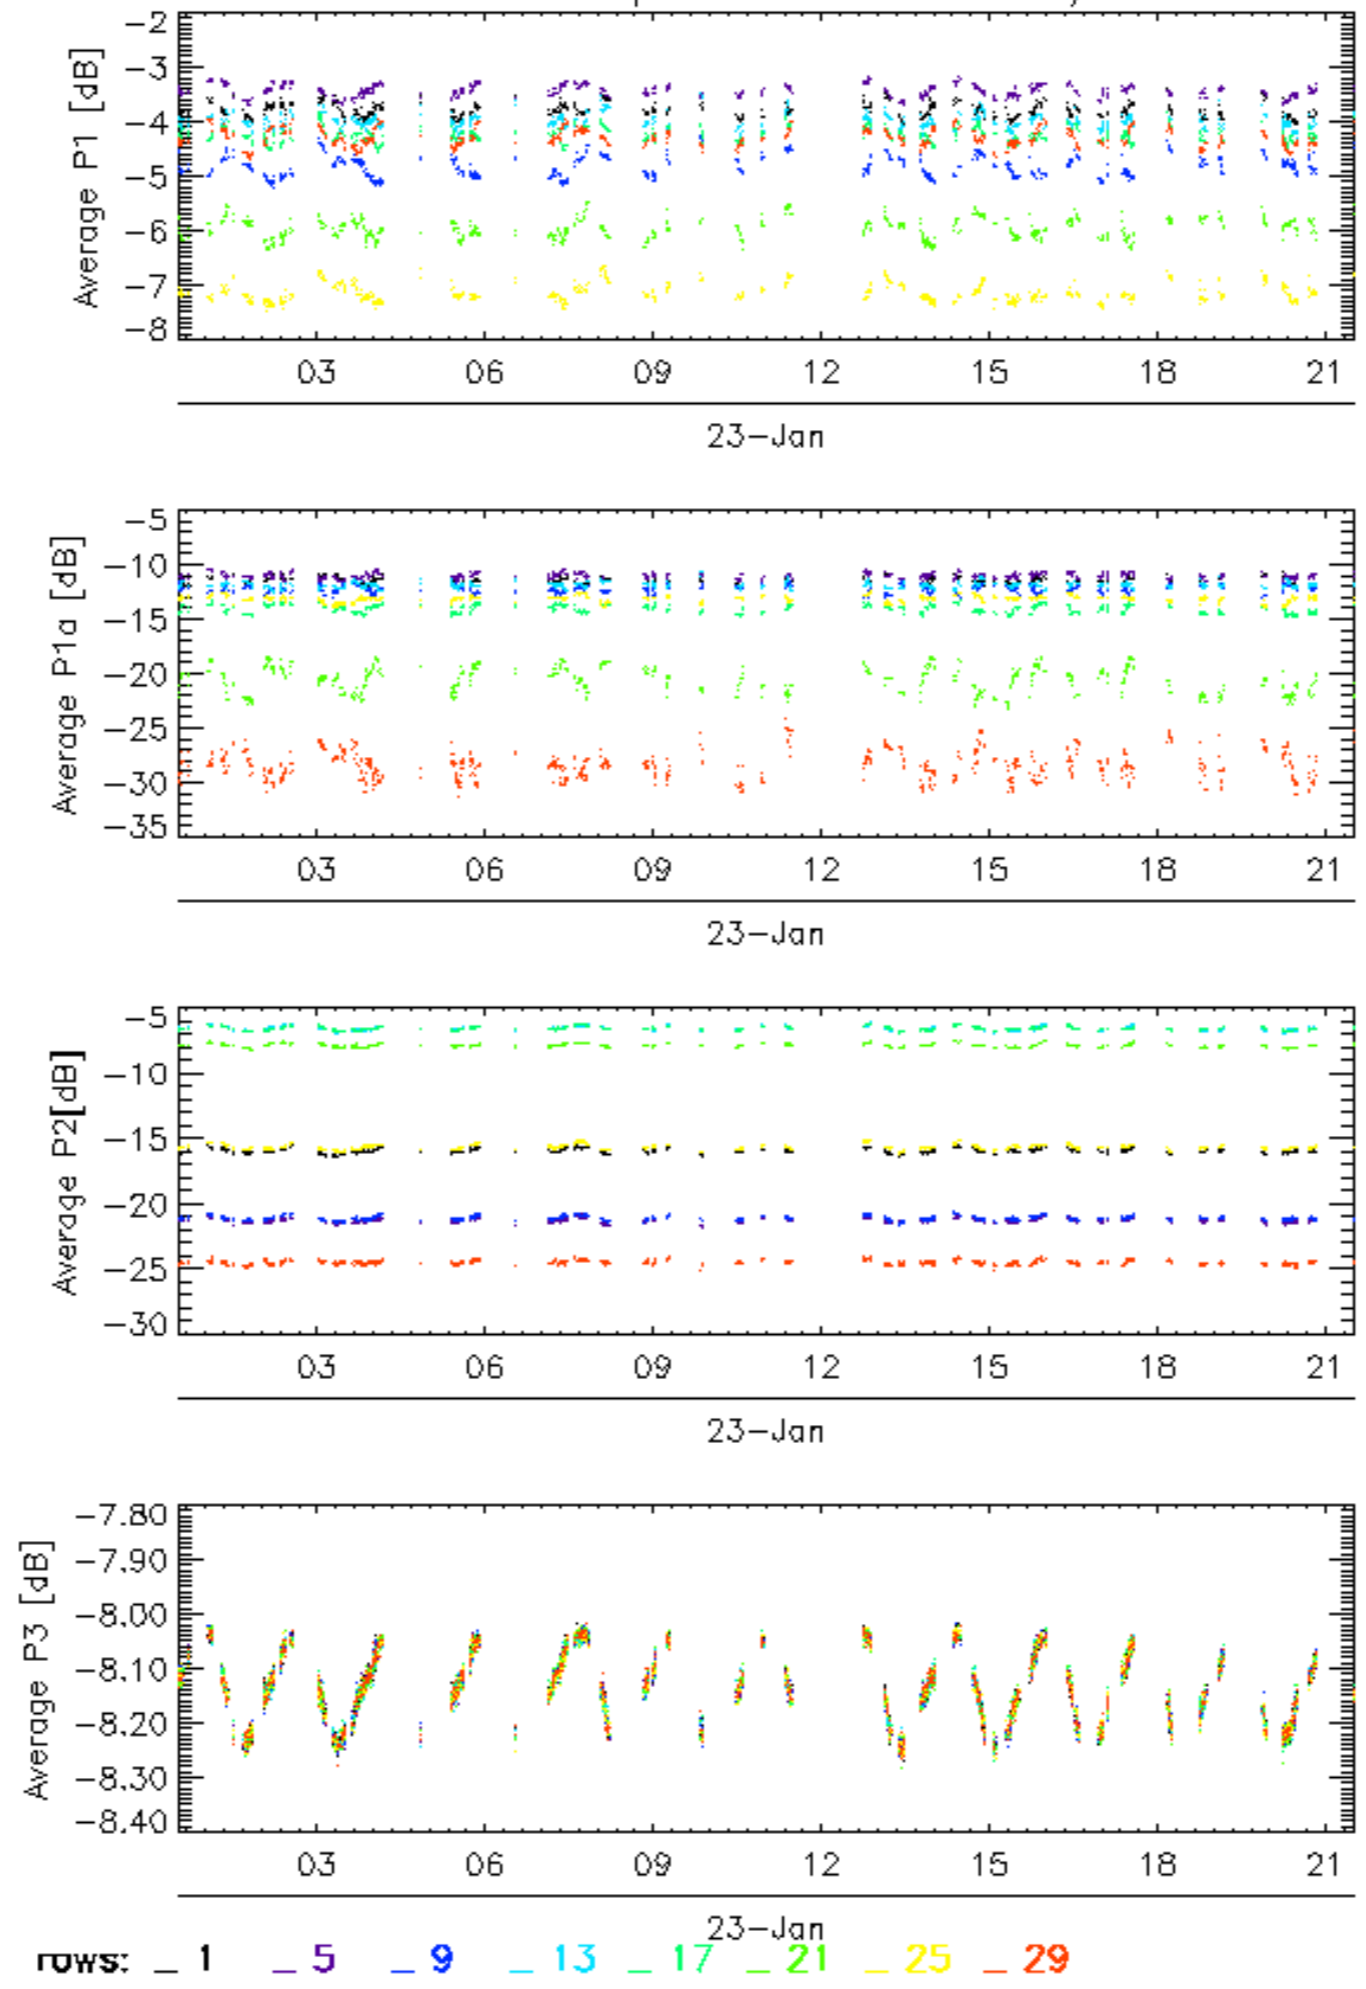 Average P1 [dB]
−2
−3
−4
−5
−6
−7
−8
03 06 09 12 15 18 21
23−Jan
Average P1a [dB]
−5
−10
−15
−20
−25
−30
−35
03 06 09 12 15 18 21
23−Jan
Average P2[dB]
−5
−10
−15
−20
−25
−30
03 06 09 12 15 18 21
23−Jan
Average P3 [dB]
−7.80
−7.90
−8.00
−8.10
−8.20
−8.30
−8.40
03 06 09 12 15 18 21
23−Jan
rows: _ 1 _ 5 _ 9 _ 13 _ 17 _ 21 _ 25 _ 29